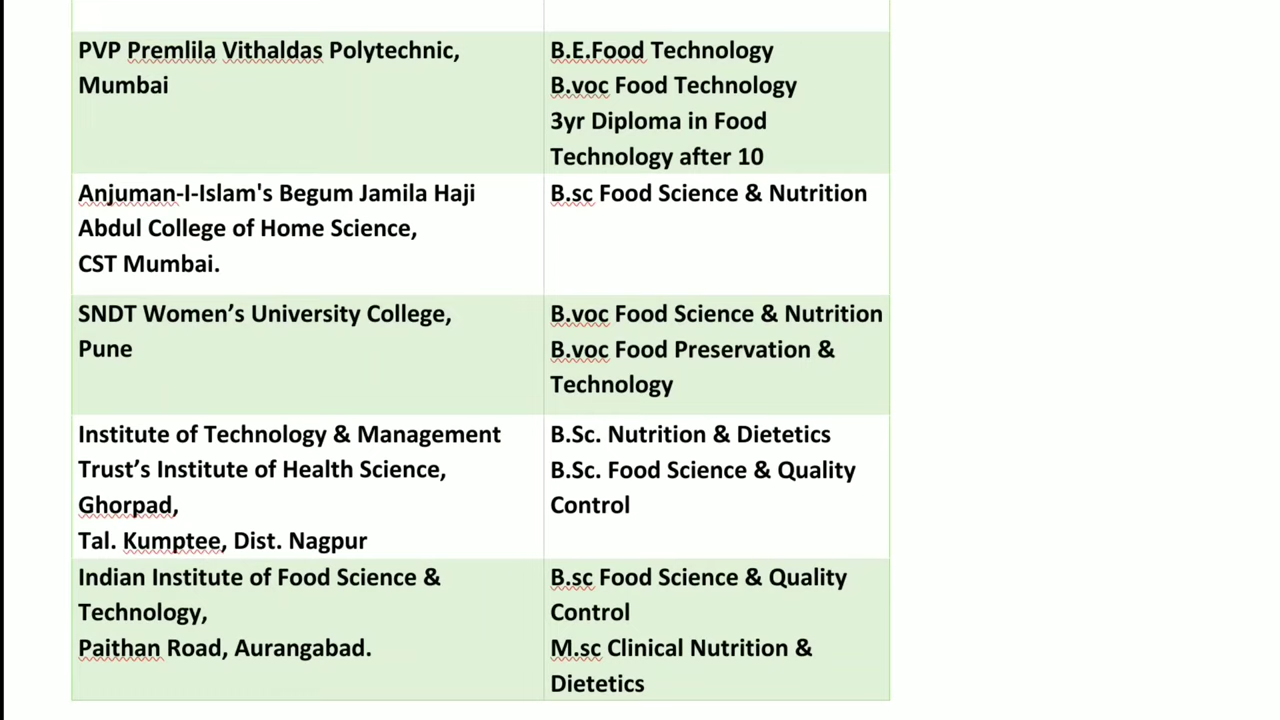 PVP Premlila Vithaldas Polytechnic,
Mumbai
B.E.Food Technology
B.voc Food Technology
3yr Diploma in Food
Technology after 10
Anjuman-I-Islam's Begum Jamila Haji
Abdul College of Home Science,
CST Mumbai.
B.sc Food Science & Nutrition
SNDT Women’s University College,
Pune
B.voc Food Science & Nutrition
B.voc Food Preservation &
Technology
Institute of Technology & Management
Trust’s Institute of Health Science,
Ghorpad,
Tal. Kumptee, Dist. Nagpur
B.Sc. Nutrition & Dietetics
B.Sc. Food Science & Quality
Control
Indian Institute of Food Science &
Technology,
Paithan Road, Aurangabad.
B.sc Food Science & Quality
Control
M.sc Clinical Nutrition &
Dietetics